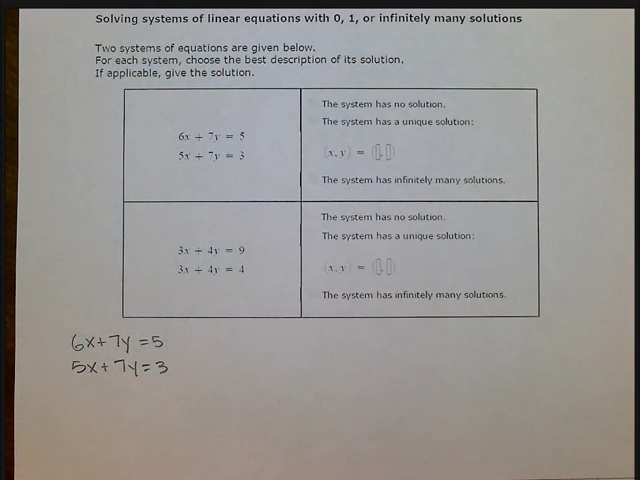 Solving systems of linear equations with 0, 1, or infinitely many solutions
Two systems of equations are given below.
For each system, choose the best description of its solution.
If applicable, give the solution.
6x + 7y = 5
5x + 7y = 3
The system has no solution.
The system has a unique solution:
(x, y) = (▯, ▯)
The system has infinitely many solutions.
3x + 4y = 9
3x + 4y = 4
The system has no solution.
The system has a unique solution:
(x, y) = (▯, ▯)
The system has infinitely many solutions.
6x+7y=5
5x+7y=3